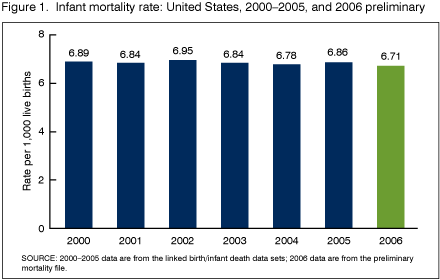 Figure 1.  Infant mortality rate: United States, 2000–2005, and 2006 preliminary
8
6.89 6.84 6.95 6.84 6.78 6.86 6.71
6
Rate per 1,000 live births
4
2
0
2000 2001 2002 2003 2004 2005 2006
SOURCE: 2000–2005 data are from the linked birth/infant death data sets; 2006 data are from the preliminary
mortality file.